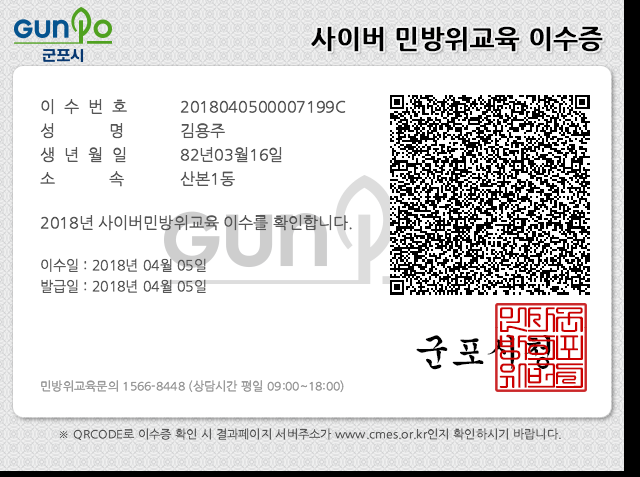 GUNPO
군포시
사이버 민방위교육 이수증
이 수 번 호 2018040500007199C
성 명 김용주
생 년 월 일 82년03월16일
소 속 산본1동
2018년 사이버민방위교육 이수를 확인합니다.
GUNPO
이수일 : 2018년 04월 05일
발급일 : 2018년 04월 05일
군포시청
민방위교육문의 1566-8448 (상담시간 평일 09:00~18:00)
※ QRCODE로 이수증 확인 시 결과페이지 서버주소가 www.cmes.or.kr인지 확인하시기 바랍니다.